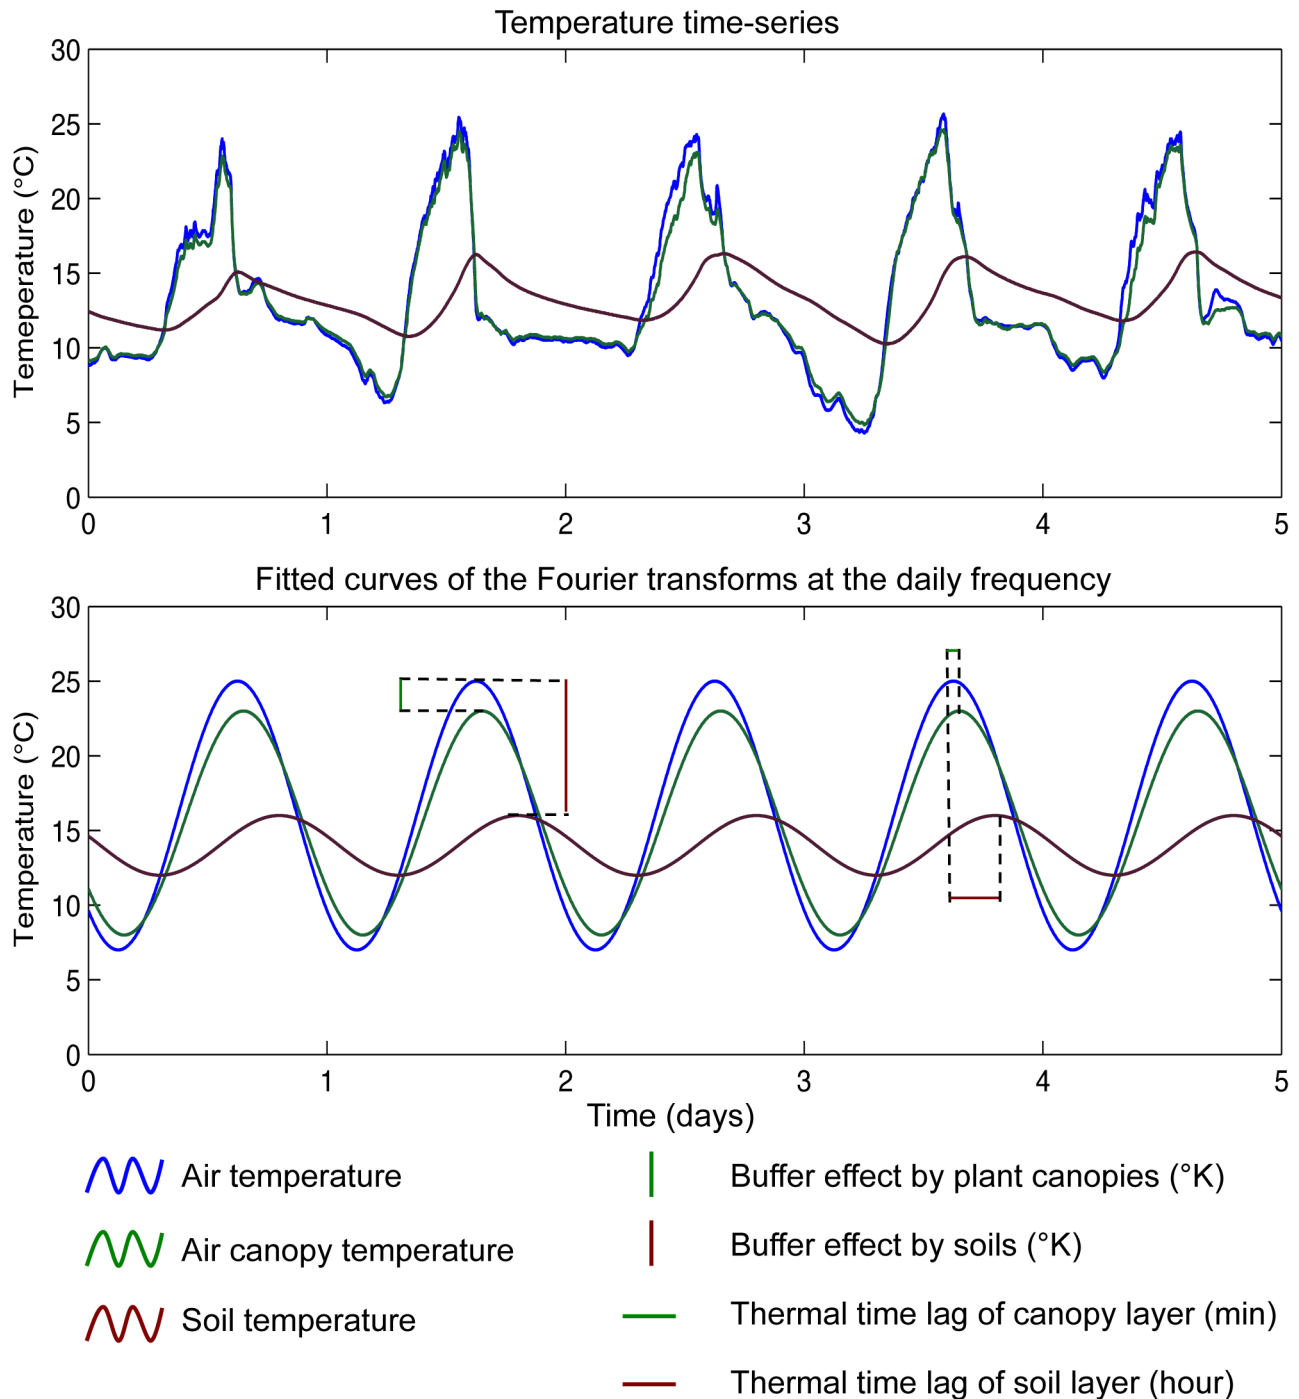 Temperature time-series
Temeperature (°C)
30
25
20
15
10
5
0
0 1 2 3 4 5
Fitted curves of the Fourier transforms at the daily frequency
Temperature (°C)
30
25
20
15
10
5
0
0 1 2 3 4 5
Time (days)
Air temperature
Buffer effect by plant canopies (°K)
Air canopy temperature
Buffer effect by soils (°K)
Soil temperature
Thermal time lag of canopy layer (min)
Thermal time lag of soil layer (hour)